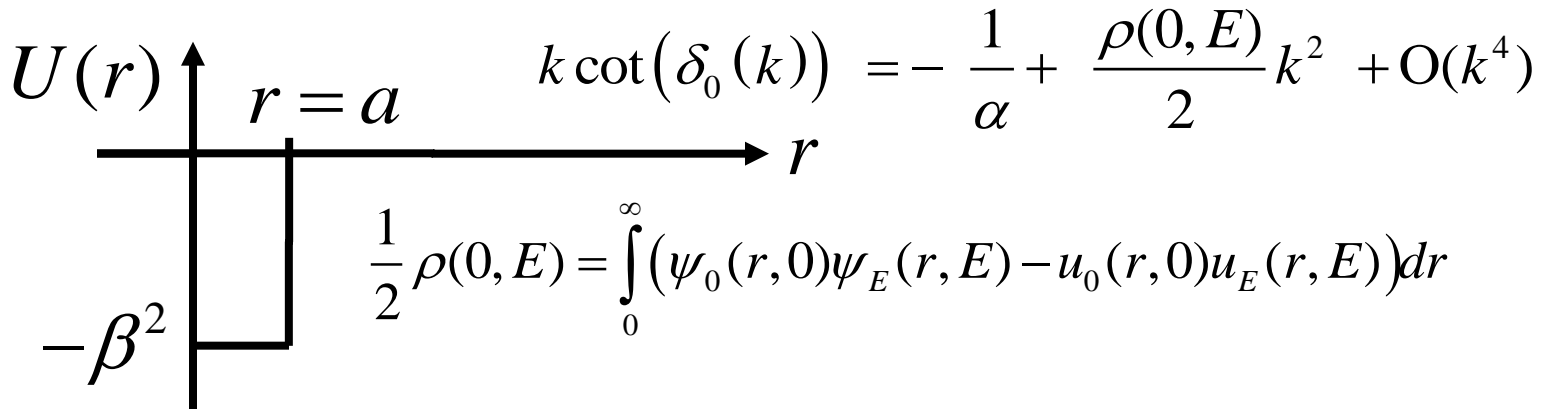 U(r)
k cot(δ₀(k)) = − 1/α + ρ(0,E)/2 k² + O(k⁴)
r = a
r
1/2 ρ(0,E) = ∫₀^∞ (ψ₀(r,0)ψ_E(r,E) − u₀(r,0)u_E(r,E))dr
−β²